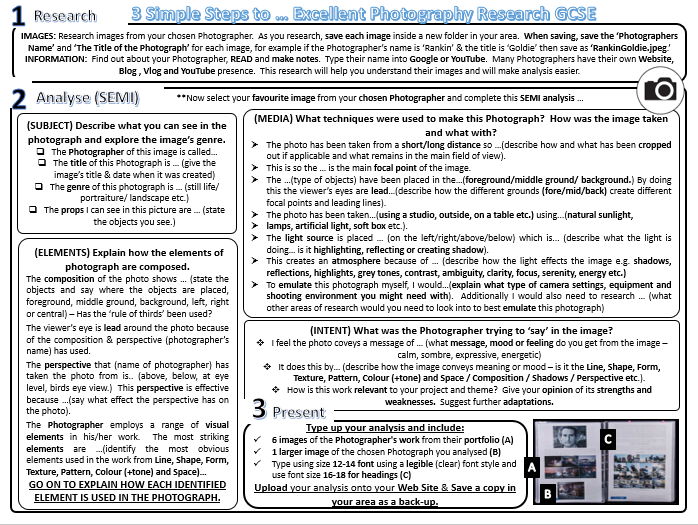 1 Research
3 Simple Steps to … Excellent Photography Research GCSE
IMAGES: Research images from your chosen Photographer. As you research, save each image inside a new folder in your area. When saving, save the ‘Photographers
Name’ and ‘The Title of the Photograph’ for each image, for example if the Photographer’s name is ‘Rankin’ & the title is ‘Goldie’ then save as ‘RankinGoldie.jpeg.’
INFORMATION: Find out about your Photographer, READ and make notes. Type their name into Google or YouTube. Many Photographers have their own Website,
Blog , Vlog and YouTube presence. This research will help you understand their images and will make analysis easier.
2 Analyse (SEMI)
**Now select your favourite image from your chosen Photographer and complete this SEMI analysis …
(SUBJECT) Describe what you can see in the
photograph and explore the image’s genre.
❑ The Photographer of this image is called…
❑ The title of this Photograph is … (give the
image’s title & date when it was created)
❑ The genre of this photograph is … (still life/
portraiture/ landscape etc.)
❑ The props I can see in this picture are … (state
the objects you see.)
(ELEMENTS) Explain how the elements of
photograph are composed.
The composition of the photo shows … (state the
objects and say where the objects are placed,
foreground, middle ground, background, left, right
or central) – Has the ‘rule of thirds’ been used?
The viewer’s eye is lead around the photo because
of the composition & perspective (photographer’s
name) has used.
The perspective that (name of photographer) has
taken the photo from is.. (above, below, at eye
level, birds eye view.) This perspective is effective
because …(say what effect the perspective has on
the photo).
The Photographer employs a range of visual
elements in his/her work. The most striking
elements are …(identify the most obvious
elements used in the work from Line, Shape, Form,
Texture, Pattern, Colour (+tone) and Space)…
GO ON TO EXPLAIN HOW EACH IDENTIFIED
ELEMENT IS USED IN THE PHOTOGRAPH.
(MEDIA) What techniques were used to make this Photograph? How was the image taken
and what with?
➢ The photo has been taken from a short/long distance so …(describe how and what has been cropped
out if applicable and what remains in the main field of view).
➢ This is so the … is the main focal point of the image.
➢ The …(type of objects) have been placed in the…(foreground/middle ground/ background.) By doing
this the viewer’s eyes are lead…(describe how the different grounds (fore/mid/back) create different
focal points and leading lines).
➢ The photo has been taken…(using a studio, outside, on a table etc.) using…(natural sunlight,
➢ lamps, artificial light, soft box etc.).
➢ The light source is placed … (on the left/right/above/below) which is… (describe what the light is
doing… is it highlighting, reflecting or creating shadow).
➢ This creates an atmosphere because of … (describe how the light effects the image e.g. shadows,
reflections, highlights, grey tones, contrast, ambiguity, clarity, focus, serenity, energy etc.)
➢ To emulate this photograph myself, I would…(explain what type of camera settings, equipment and
shooting environment you might need with). Additionally I would also need to research … (what
other areas of research would you need to look into to best emulate this photograph)
(INTENT) What was the Photographer trying to ‘say’ in the image?
❖ I feel the photo coveys a message of … (what message, mood or feeling do you get from the image –
calm, sombre, expressive, energetic)
❖ It does this by… (describe how the image conveys meaning or mood – is it the Line, Shape, Form,
Texture, Pattern, Colour (+tone) and Space / Composition / Shadows / Perspective etc.).
❖ How is this work relevant to your project and theme? Give your opinion of its strengths and
weaknesses. Suggest further adaptations.
3 Present
Type up your analysis and include:
✓ 6 images of the Photographer’s work from their portfolio (A)
✓ 1 larger image of the chosen Photograph you analysed (B)
✓ Type using size 12-14 font using a legible (clear) font style and
use font size 16-18 for headings (C)
Upload your analysis onto your Web Site & Save a copy in
your area as a back-up.
C
A
B